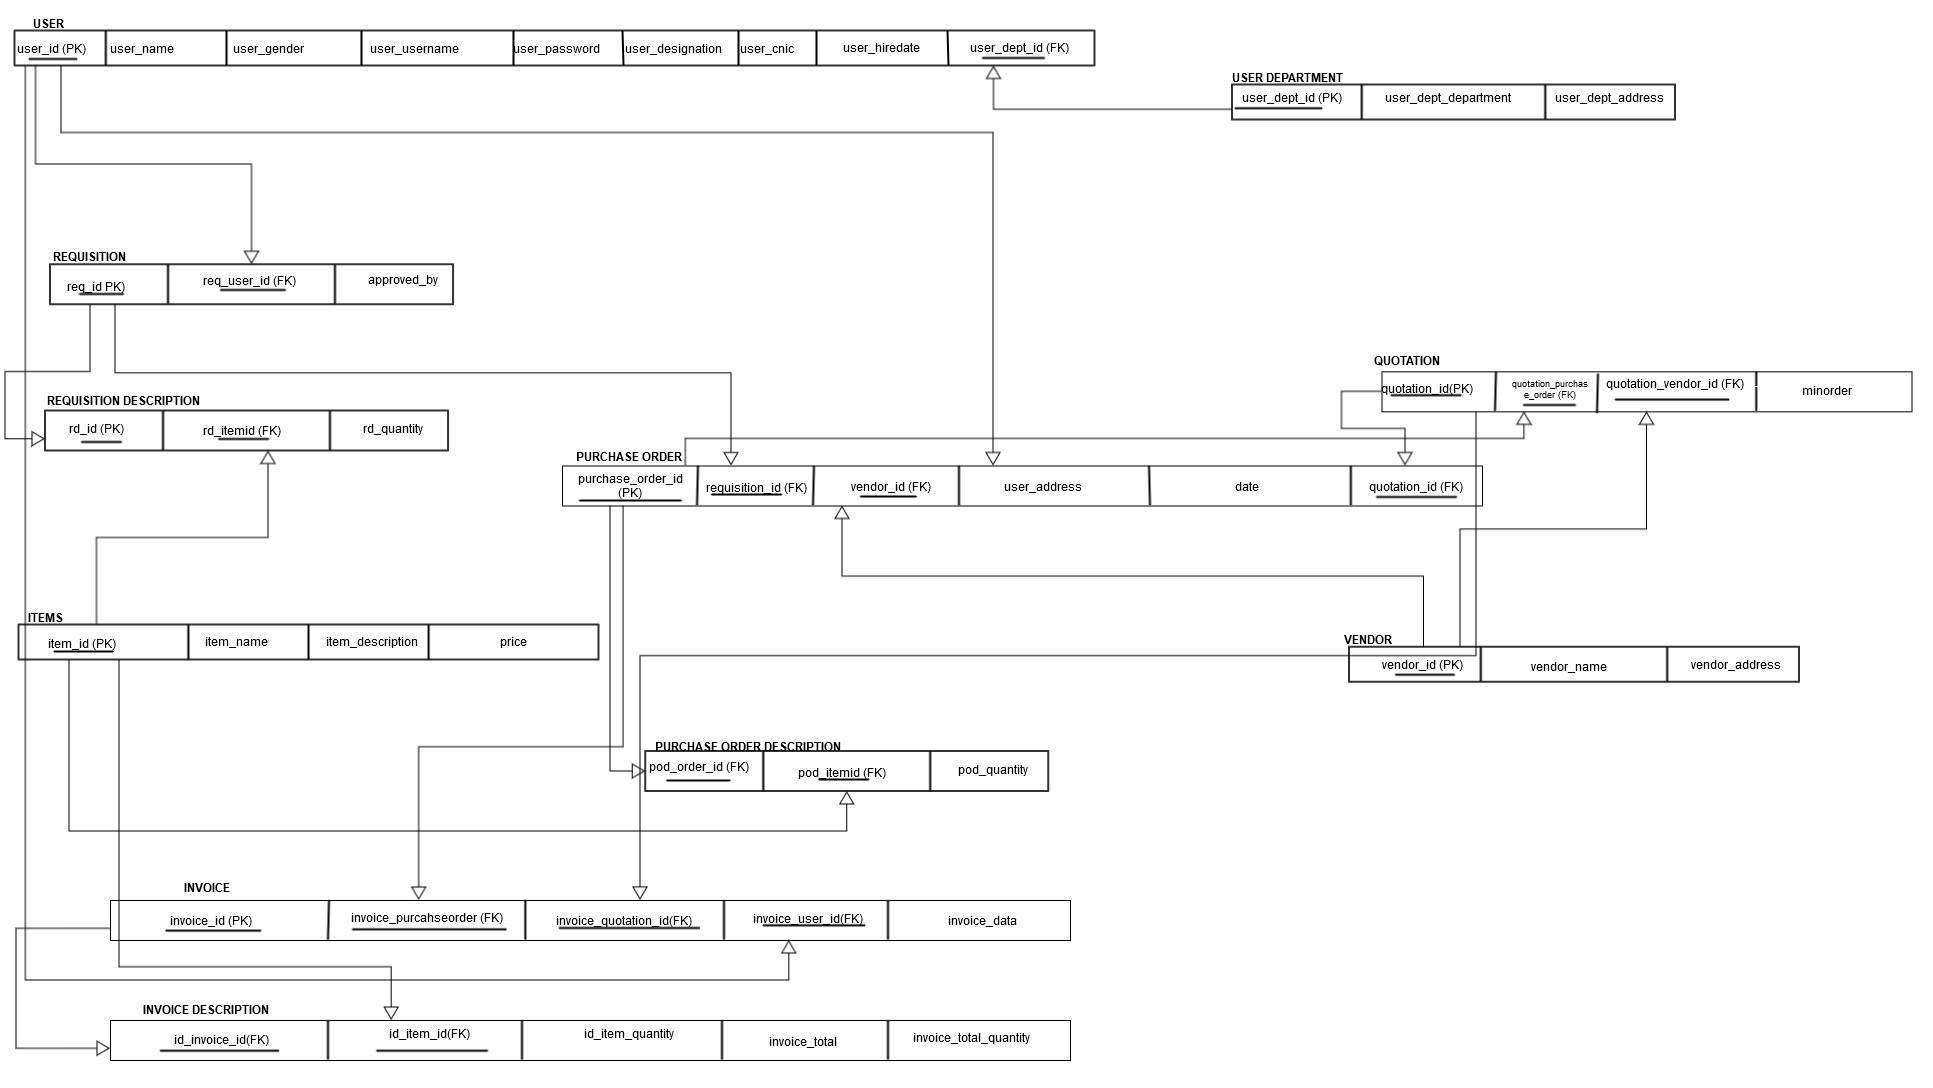 USER
user_id (PK)
user_name
user_gender
user_username
user_password
user_designation
user_cnic
user_hiredate
user_dept_id (FK)
USER DEPARTMENT
user_dept_id (PK)
user_dept_department
user_dept_address
REQUISITION
req_id PK)
req_user_id (FK)
approved_by
QUOTATION
quotation_id(PK)
quotation_purchas
e_order (FK)
quotation_vendor_id (FK)
minorder
REQUISITION DESCRIPTION
rd_id (PK)
rd_itemid (FK)
rd_quantity
PURCHASE ORDER
purchase_order_id
(PK)
requisition_id (FK)
vendor_id (FK)
user_address
date
quotation_id (FK)
ITEMS
item_id (PK)
item_name
item_description
price
VENDOR
vendor_id (PK)
vendor_name
vendor_address
PURCHASE ORDER DESCRIPTION
pod_order_id (FK)
pod_itemid (FK)
pod_quantity
INVOICE
invoice_id (PK)
invoice_purcahseorder (FK)
invoice_quotation_id(FK)
invoice_user_id(FK)
invoice_data
INVOICE DESCRIPTION
id_invoice_id(FK)
id_item_id(FK)
id_item_quantity
invoice_total
invoice_total_quantity